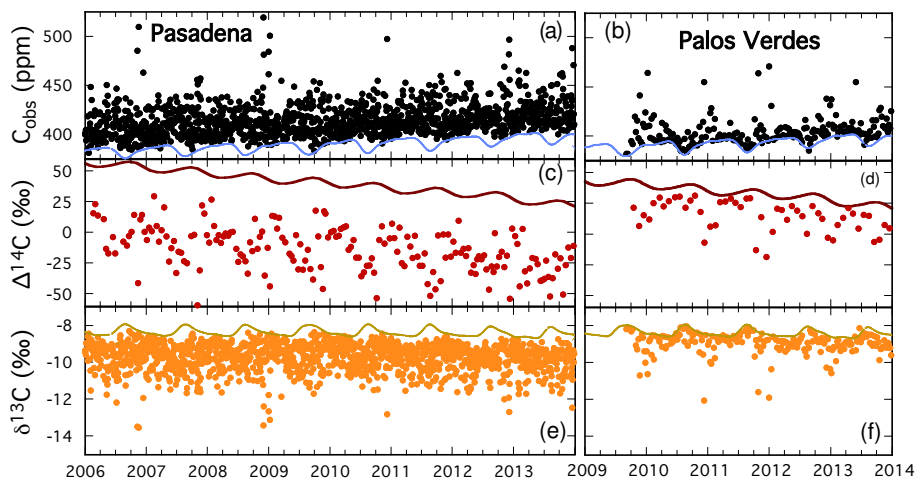 Pasadena
(a)
(b)
Palos Verdes
C_obs (ppm)
500
450
400
(c)
(d)
Δ¹⁴C (‰)
50
25
0
-25
-50
(e)
(f)
δ¹³C (‰)
-8
-10
-12
-14
2006 2007 2008 2009 2010 2011 2012 2013
2009 2010 2011 2012 2013 2014